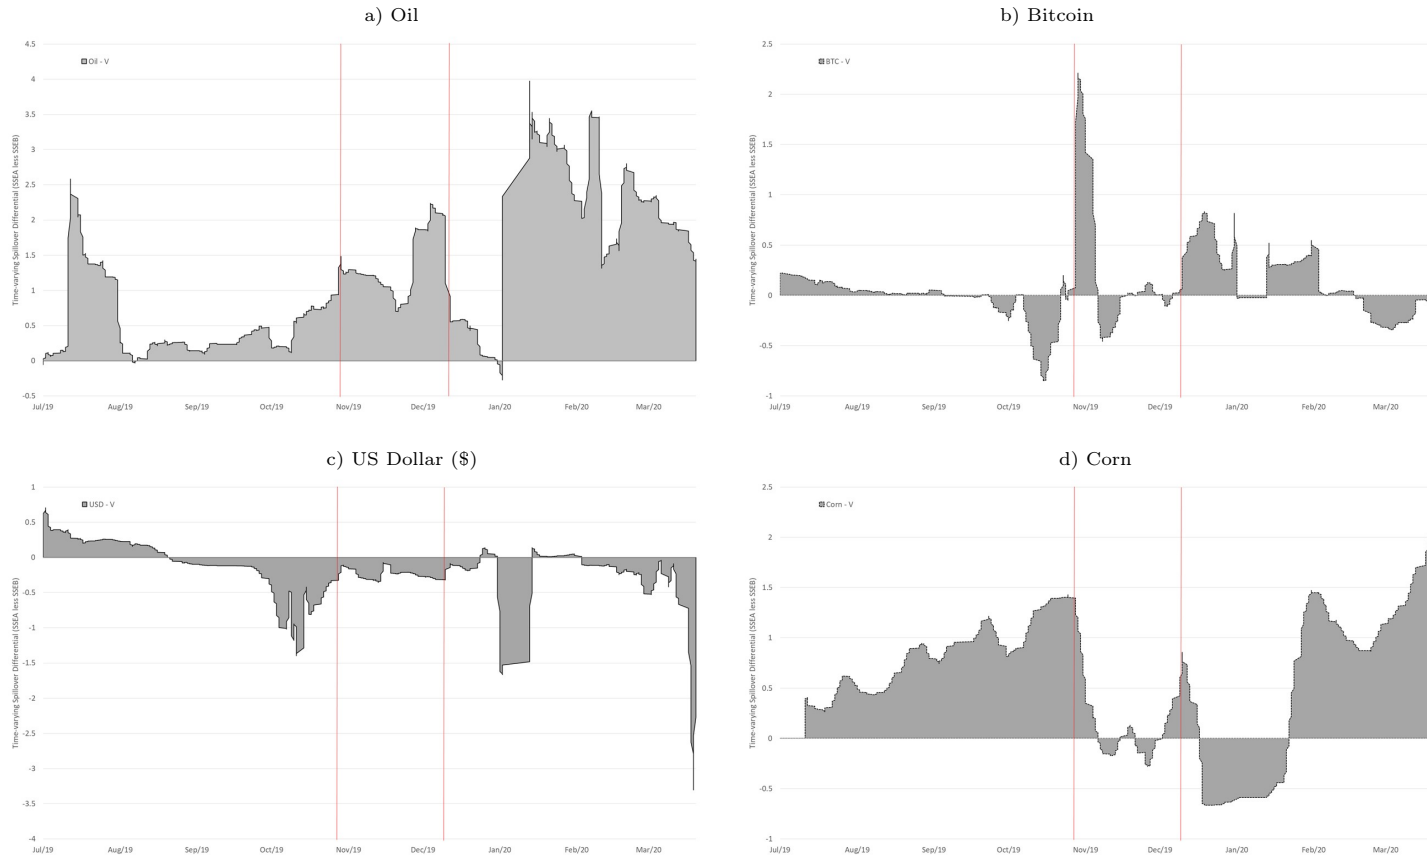 a) Oil
4.5
Oil - V
4
3.5
3
2.5
2
1.5
1
0.5
0
-0.5
Time-varying Spillover Differential (SSEA less SSEB)
Jul/19 Aug/19 Sep/19 Oct/19 Nov/19 Dec/19 Jan/20 Feb/20 Mar/20
b) Bitcoin
2.5
BTC - V
2
1.5
1
0.5
0
-0.5
-1
Time-varying Spillover Differential (SSEA less SSEB)
Jul/19 Aug/19 Sep/19 Oct/19 Nov/19 Dec/19 Jan/20 Feb/20 Mar/20
c) US Dollar ($)
1
USD - V
0.5
0
-0.5
-1
-1.5
-2
-2.5
-3
-3.5
-4
Time-varying Spillover Differential (SSEA less SSEB)
Jul/19 Aug/19 Sep/19 Oct/19 Nov/19 Dec/19 Jan/20 Feb/20 Mar/20
d) Corn
2.5
Corn - V
2
1.5
1
0.5
0
-0.5
-1
Time-varying Spillover Differential (SSEA less SSEB)
Jul/19 Aug/19 Sep/19 Oct/19 Nov/19 Dec/19 Jan/20 Feb/20 Mar/20